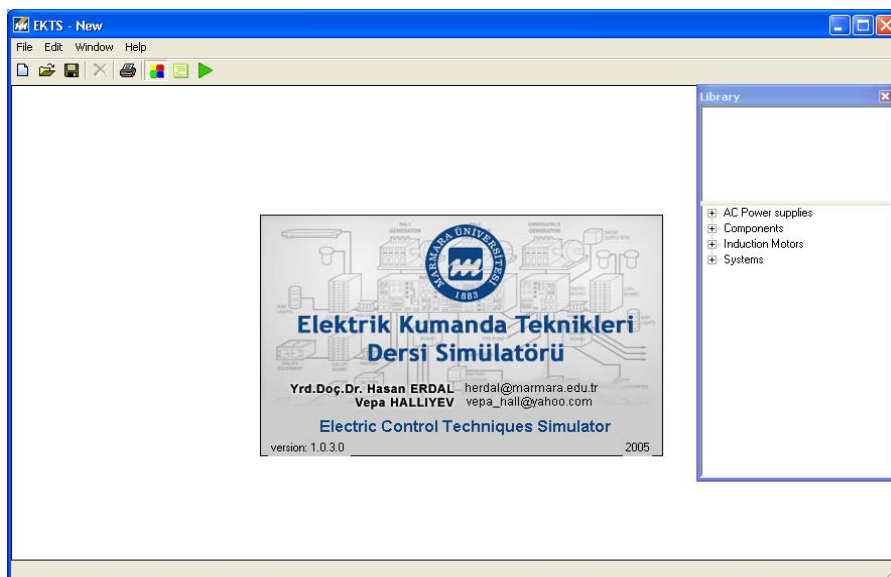 EKTS - New
File Edit Window Help
Library
AC Power supplies
Components
Induction Motors
Systems
MARMARA ÜNİVERSİTESİ
1883
Elektrik Kumanda Teknikleri
Dersi Simülatörü
Yrd.Doç.Dr. Hasan ERDAL herdal@marmara.edu.tr
Vepa HALLIYEV vepa_hall@yahoo.com
Electric Control Techniques Simulator
version: 1.0.3.0 2005